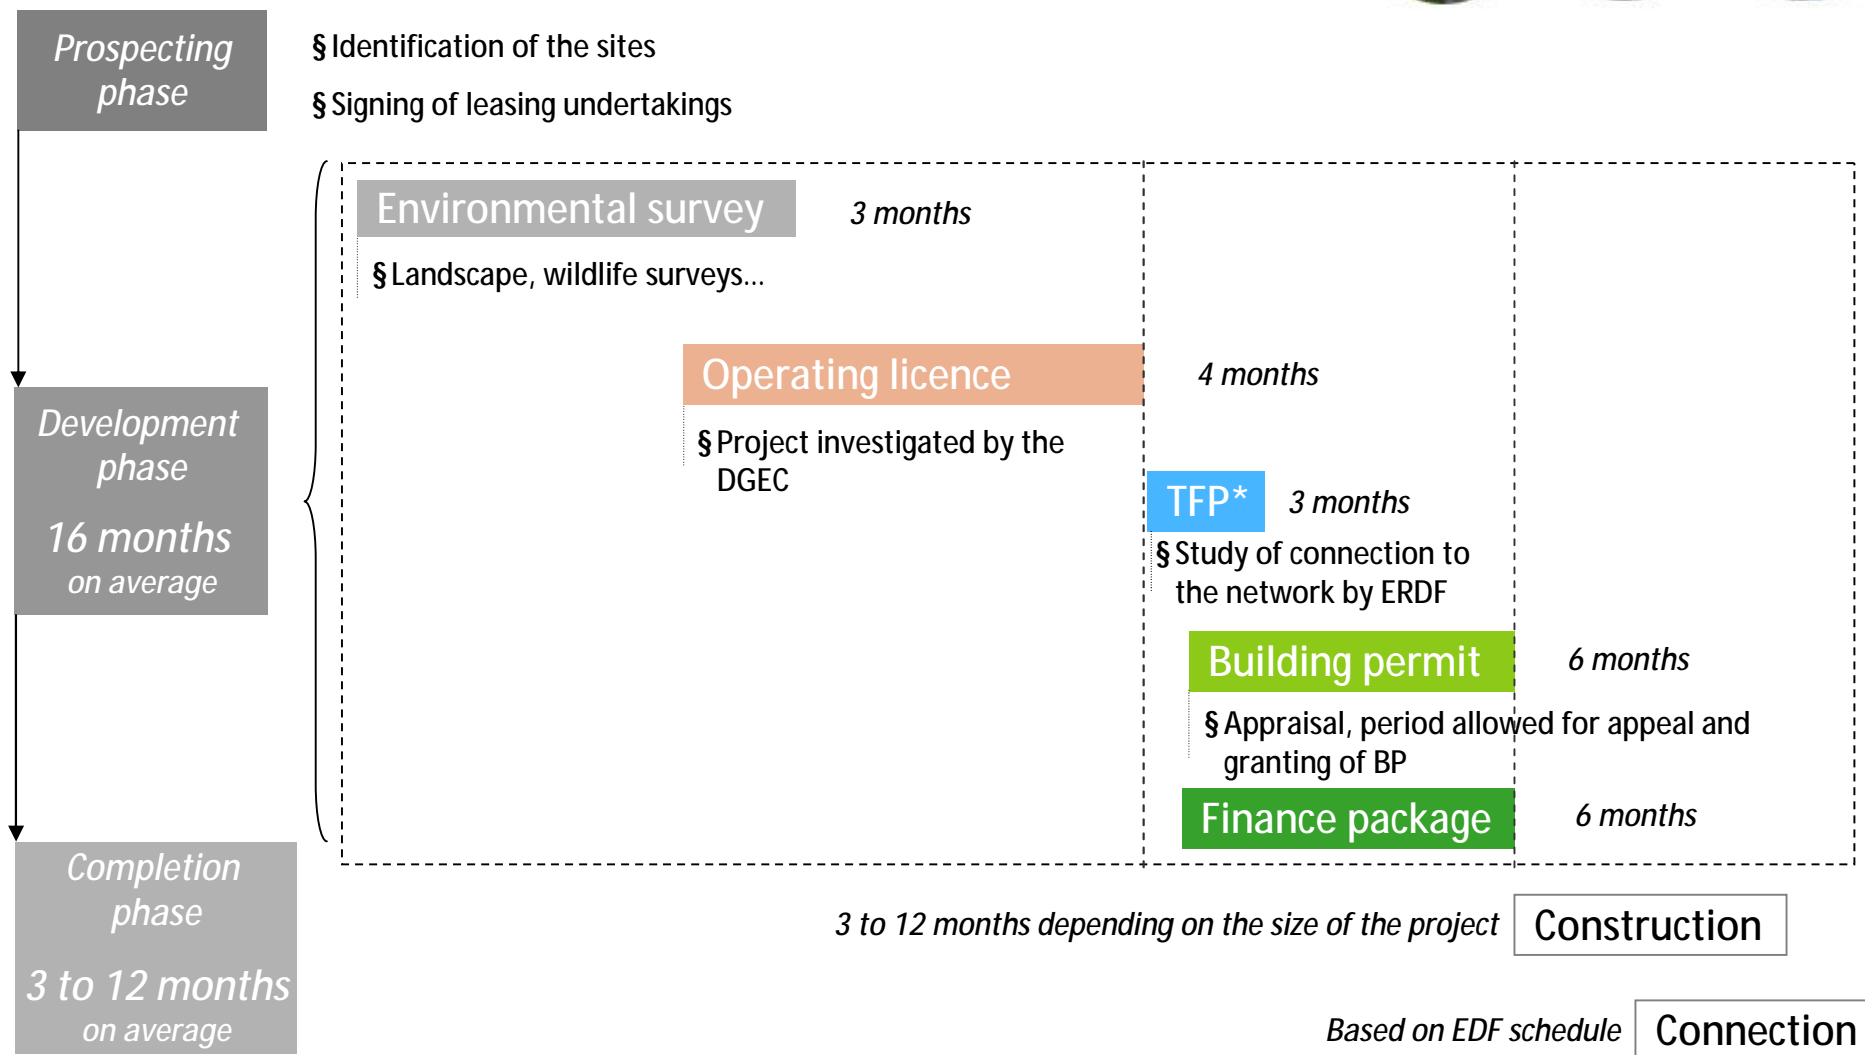 Prospecting
phase
§ Identification of the sites
§ Signing of leasing undertakings
Environmental survey
3 months
§ Landscape, wildlife surveys...
Operating licence
4 months
§ Project investigated by the
DGEC
Development
phase
16 months
on average
TFP*
3 months
§ Study of connection to
the network by ERDF
Building permit
6 months
§ Appraisal, period allowed for appeal and
granting of BP
Finance package
6 months
Completion
phase
3 to 12 months
on average
3 to 12 months depending on the size of the project
Construction
Based on EDF schedule
Connection